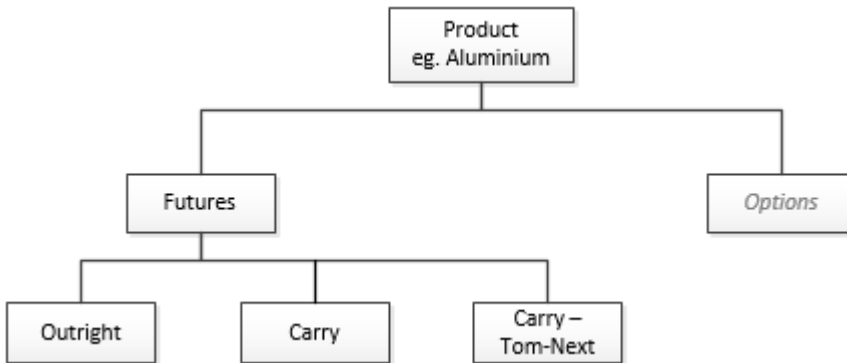 Product
eg. Aluminium
Futures
Options
Outright
Carry
Carry –
Tom-Next